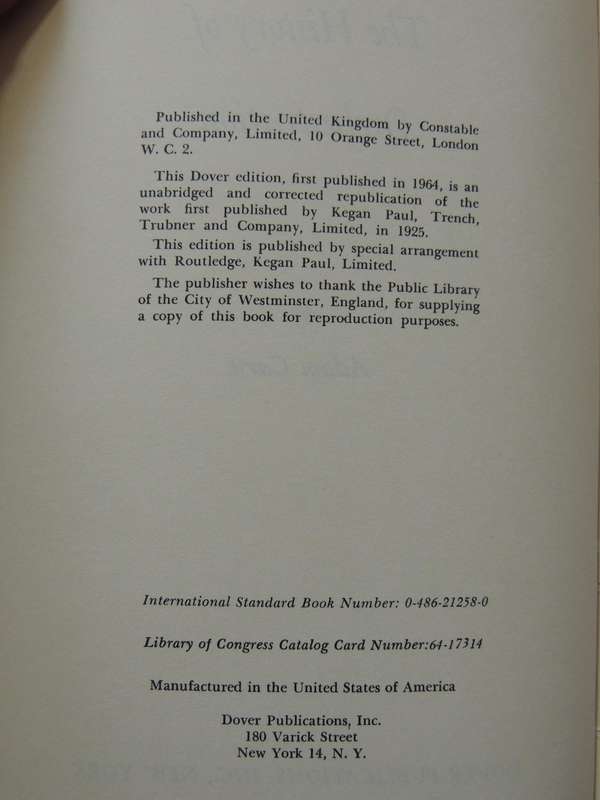 Published in the United Kingdom by Constable
and Company, Limited, 10 Orange Street, London
W. C. 2.
This Dover edition, first published in 1964, is an
unabridged and corrected republication of the
work first published by Kegan Paul, Trench,
Trubner and Company, Limited, in 1925.
This edition is published by special arrangement
with Routledge, Kegan Paul, Limited.
The publisher wishes to thank the Public Library
of the City of Westminster, England, for supplying
a copy of this book for reproduction purposes.
International Standard Book Number: 0-486-21258-0
Library of Congress Catalog Card Number:64-17314
Manufactured in the United States of America
Dover Publications, Inc.
180 Varick Street
New York 14, N. Y.